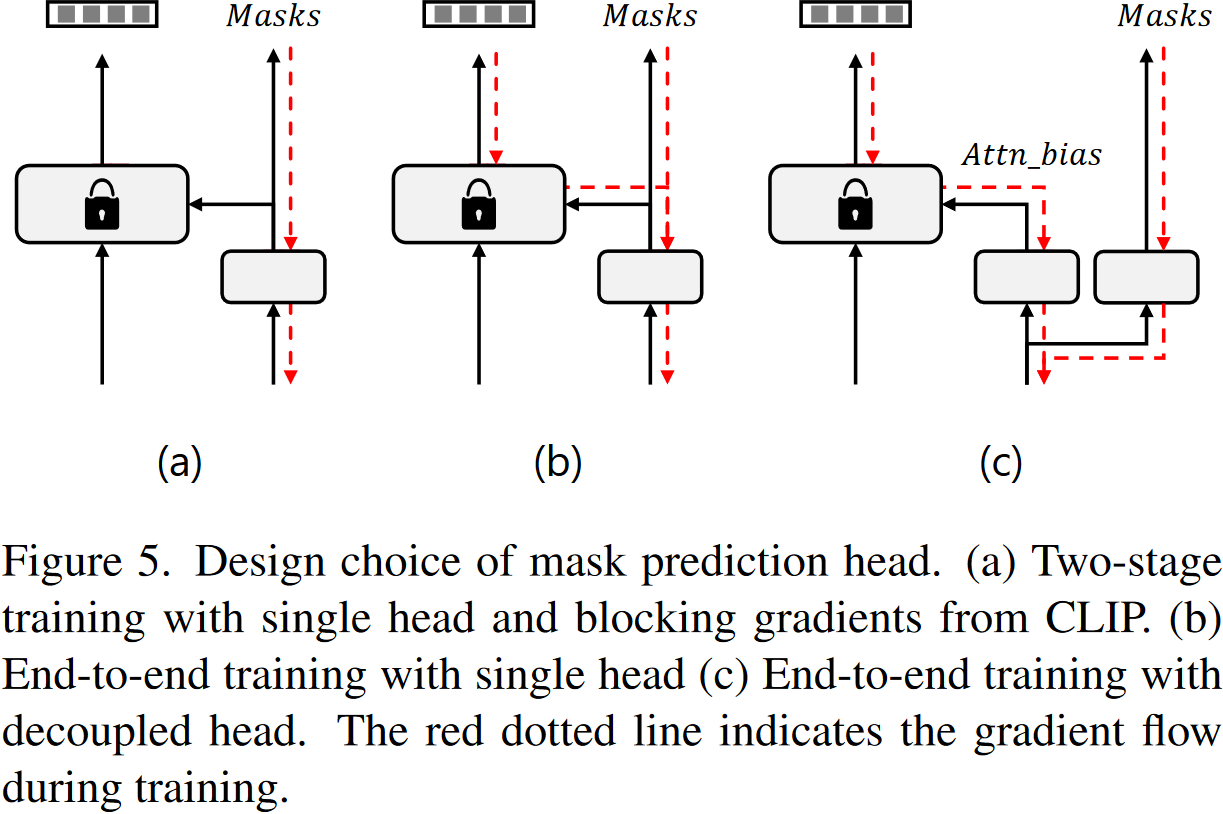 Masks
Masks
Masks
Attn_bias
(a)
(b)
(c)
Figure 5. Design choice of mask prediction head. (a) Two-stage
training with single head and blocking gradients from CLIP. (b)
End-to-end training with single head (c) End-to-end training with
decoupled head. The red dotted line indicates the gradient flow
during training.